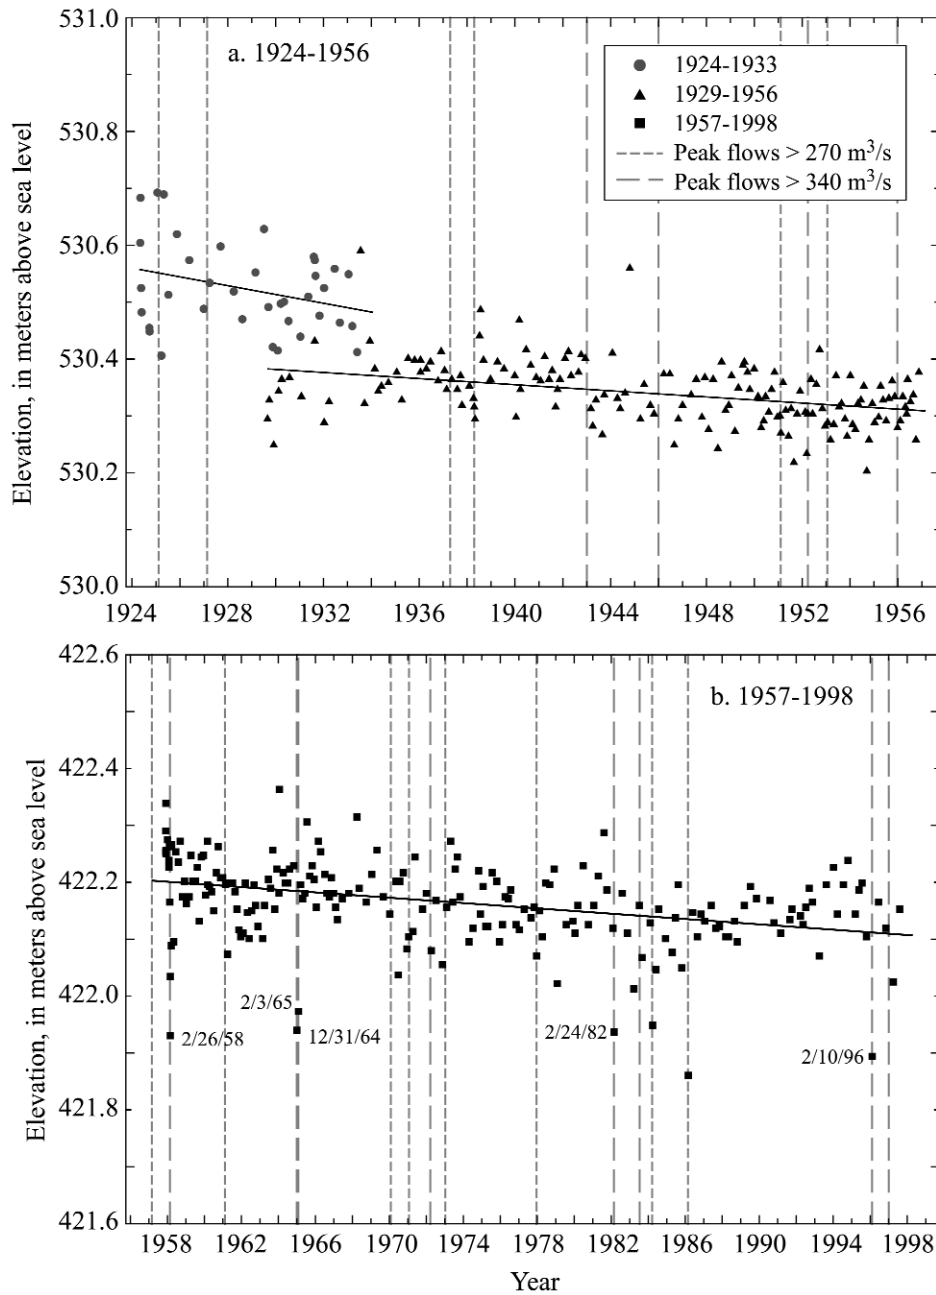 531.0
a. 1924-1956
1924-1933
1929-1956
1957-1998
Peak flows > 270 m³/s
Peak flows > 340 m³/s
530.8
530.6
530.4
530.2
530.0
Elevation, in meters above sea level
1924 1928 1932 1936 1940 1944 1948 1952 1956
422.6
b. 1957-1998
422.4
422.2
422.0
421.8
421.6
Elevation, in meters above sea level
2/26/58
2/3/65
12/31/64
2/24/82
2/10/96
1958 1962 1966 1970 1974 1978 1982 1986 1990 1994 1998
Year